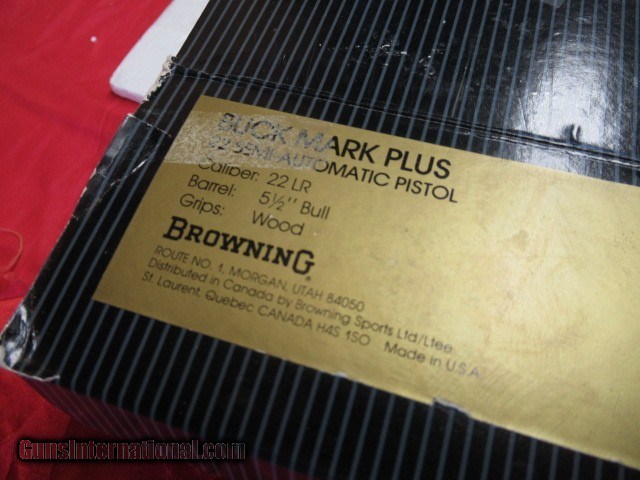 BUCK MARK PLUS
22 SEMI-AUTOMATIC PISTOL
Caliber: 22 LR
Barrel: 5½" Bull
Grips: Wood
BROWNING
ROUTE NO. 1, MORGAN, UTAH 84050
Distributed in Canada by Browning Sports Ltd/Ltee.
St. Laurent, Quebec CANADA H4S 1S0 Made in U.S.A.
GunsInternational.com